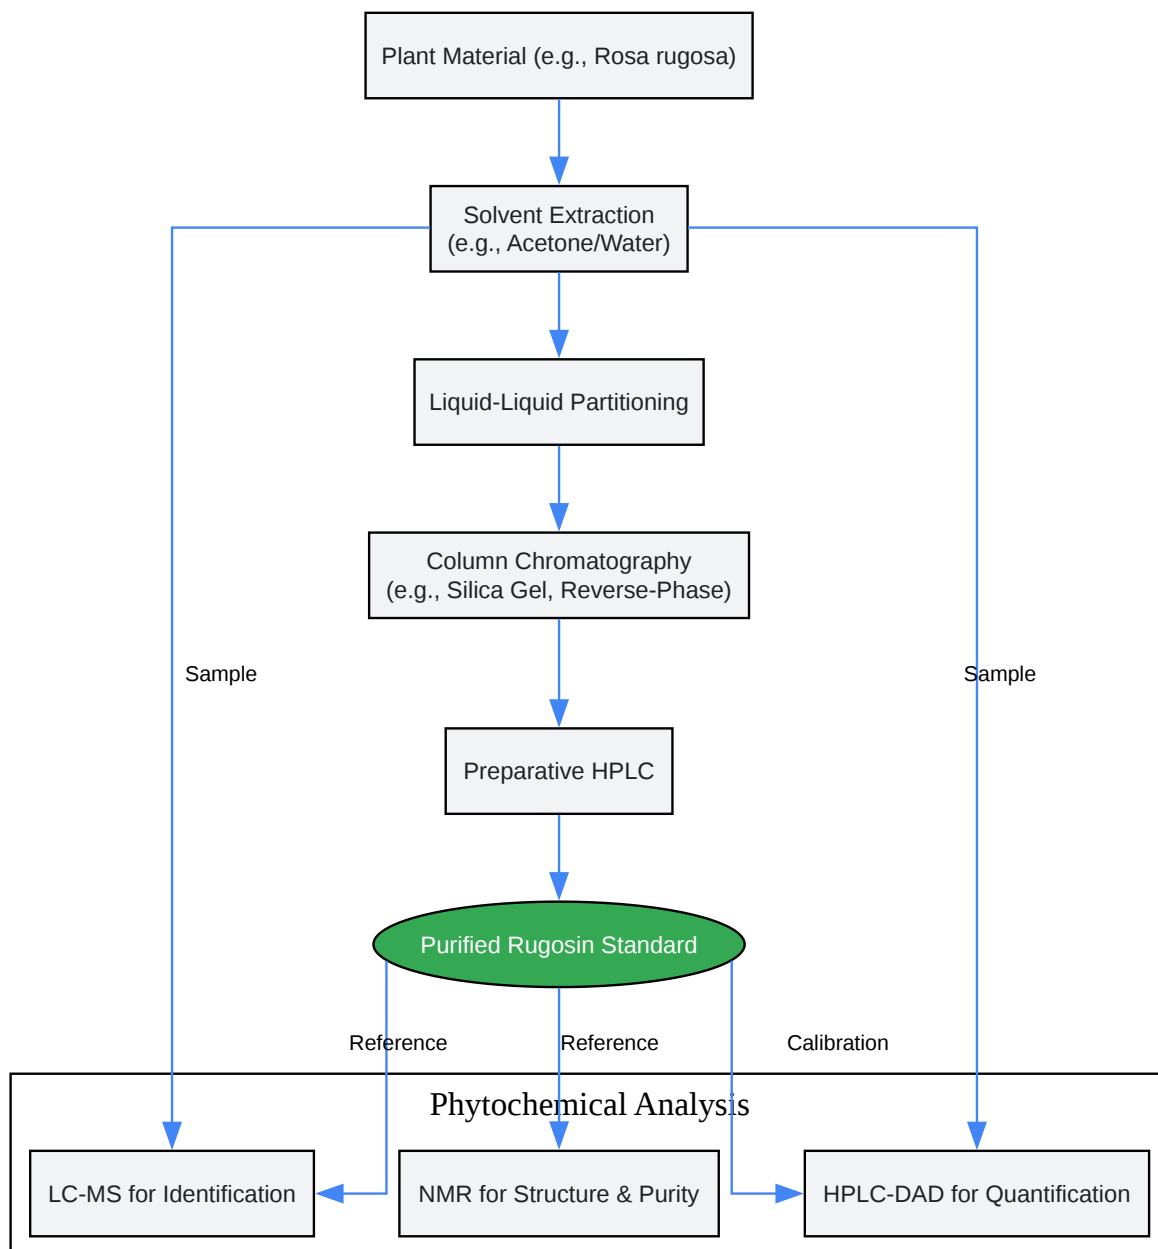 Plant Material (e.g., Rosa rugosa)
Solvent Extraction
(e.g., Acetone/Water)
Liquid-Liquid Partitioning
Column Chromatography
(e.g., Silica Gel, Reverse-Phase)
Sample
Sample
Preparative HPLC
Purified Rugosin Standard
Reference
Reference
Calibration
Phytochemical Analysis
LC-MS for Identification
NMR for Structure & Purity
HPLC-DAD for Quantification